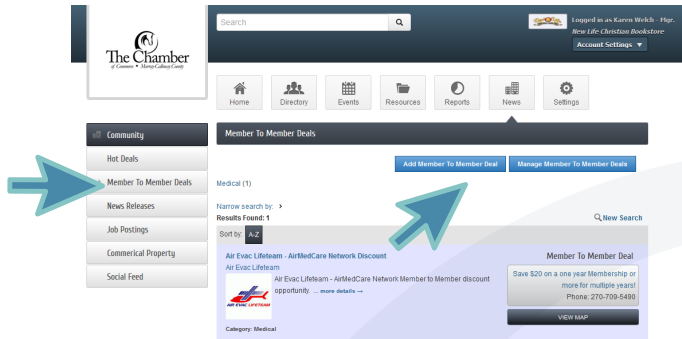 Search
Logged in as Karen Welch - Mgr.
New Life Christian Bookstore
Account Settings ▼
The Chamber
of Commerce • Murray-Calloway County
Home
Directory
Events
Resources
Reports
News
Settings
Community
Hot Deals
Member To Member Deals
News Releases
Job Postings
Commerical Property
Social Feed
Member To Member Deals
Add Member To Member Deal
Manage Member To Member Deals
Medical (1)
Narrow search by: ›
Results Found: 1
New Search
Sort by: A-Z
Air Evac Lifeteam - AirMedCare Network Discount
Air Evac Lifeteam
Air Evac Lifeteam - AirMedCare Network Member to Member discount
opportunity. ... more details →
AIR EVAC LIFETEAM
Category: Medical
Member To Member Deal
Save $20 on a one year Membership or
more for multiple years!
Phone: 270-709-5490
VIEW MAP